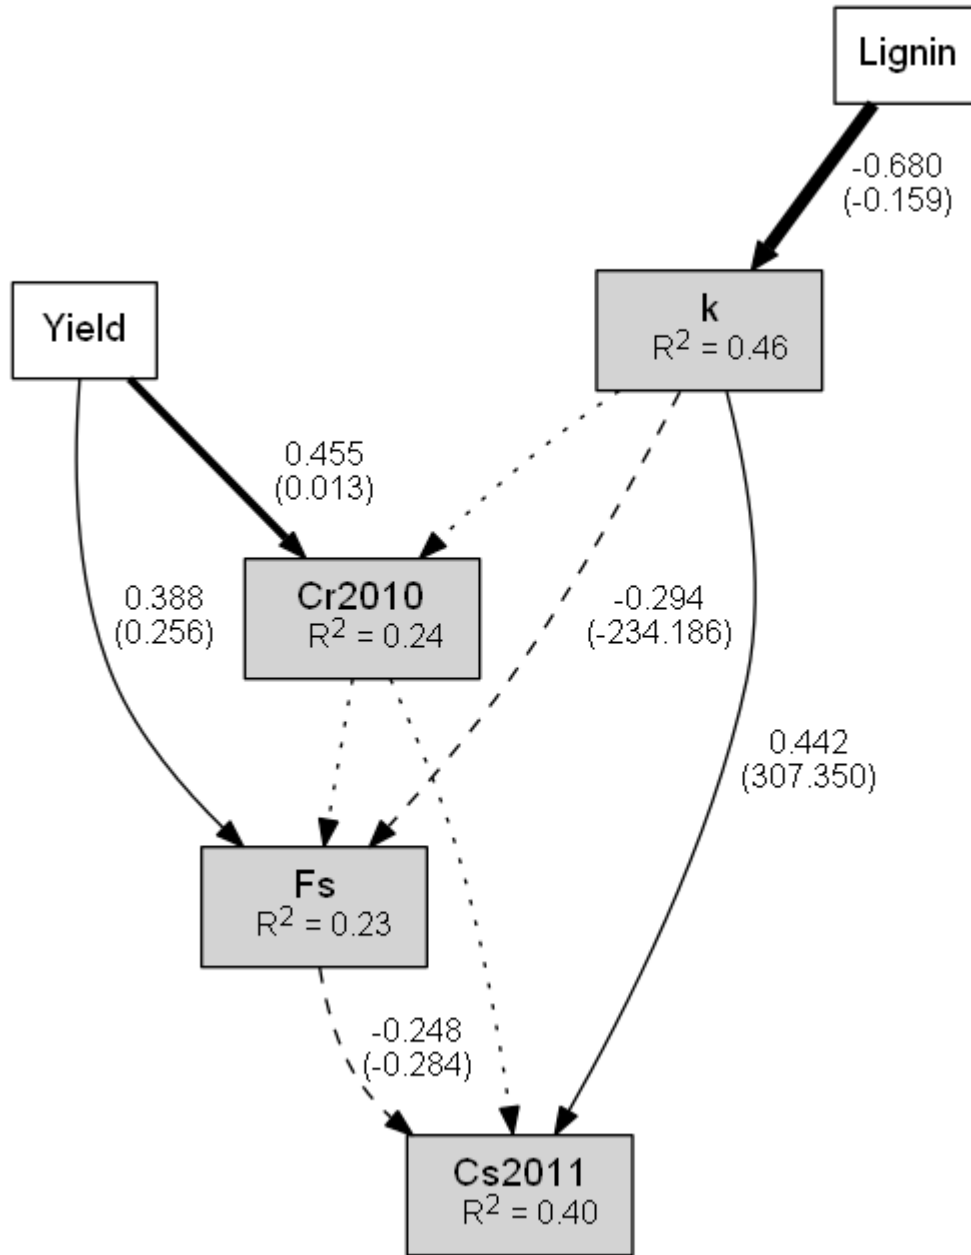 Lignin
-0.680
(-0.159)
k
R² = 0.46
Yield
0.455
(0.013)
Cr2010
R² = 0.24
0.388
(0.256)
-0.294
(-234.186)
0.442
(307.350)
Fs
R² = 0.23
-0.248
(-0.284)
Cs2011
R² = 0.40